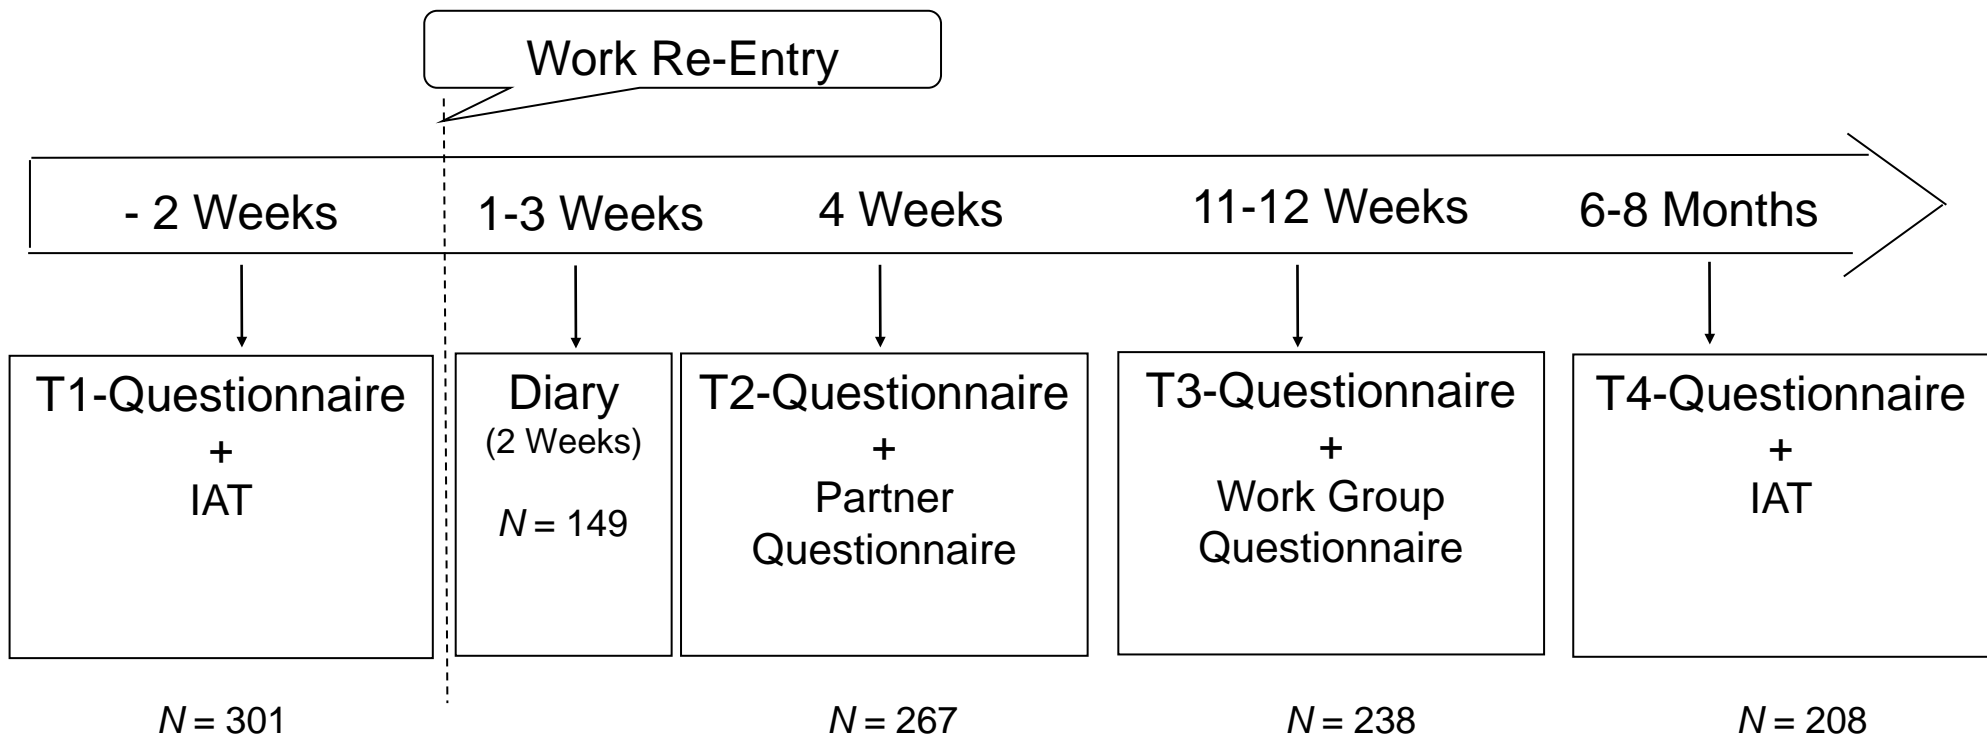 Work Re-Entry
- 2 Weeks
1-3 Weeks
4 Weeks
11-12 Weeks
6-8 Months
T1-Questionnaire
+
IAT
Diary
(2 Weeks)
N = 149
T2-Questionnaire
+
Partner
Questionnaire
T3-Questionnaire
+
Work Group
Questionnaire
T4-Questionnaire
+
IAT
N = 301
N = 267
N = 238
N = 208